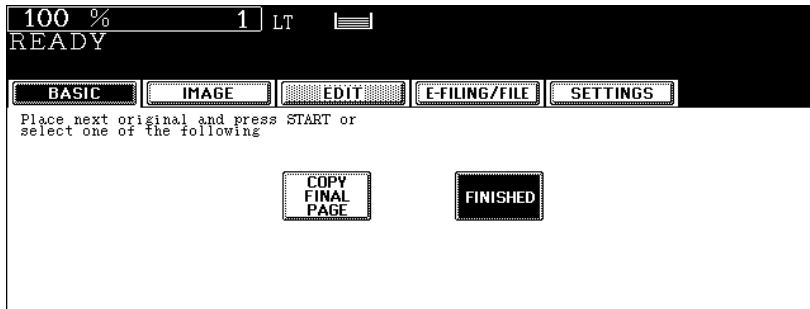 100 % 1 LT
READY
BASIC IMAGE EDIT E-FILING/FILE SETTINGS
Place next original and press START or
select one of the following
COPY
FINAL
PAGE
FINISHED